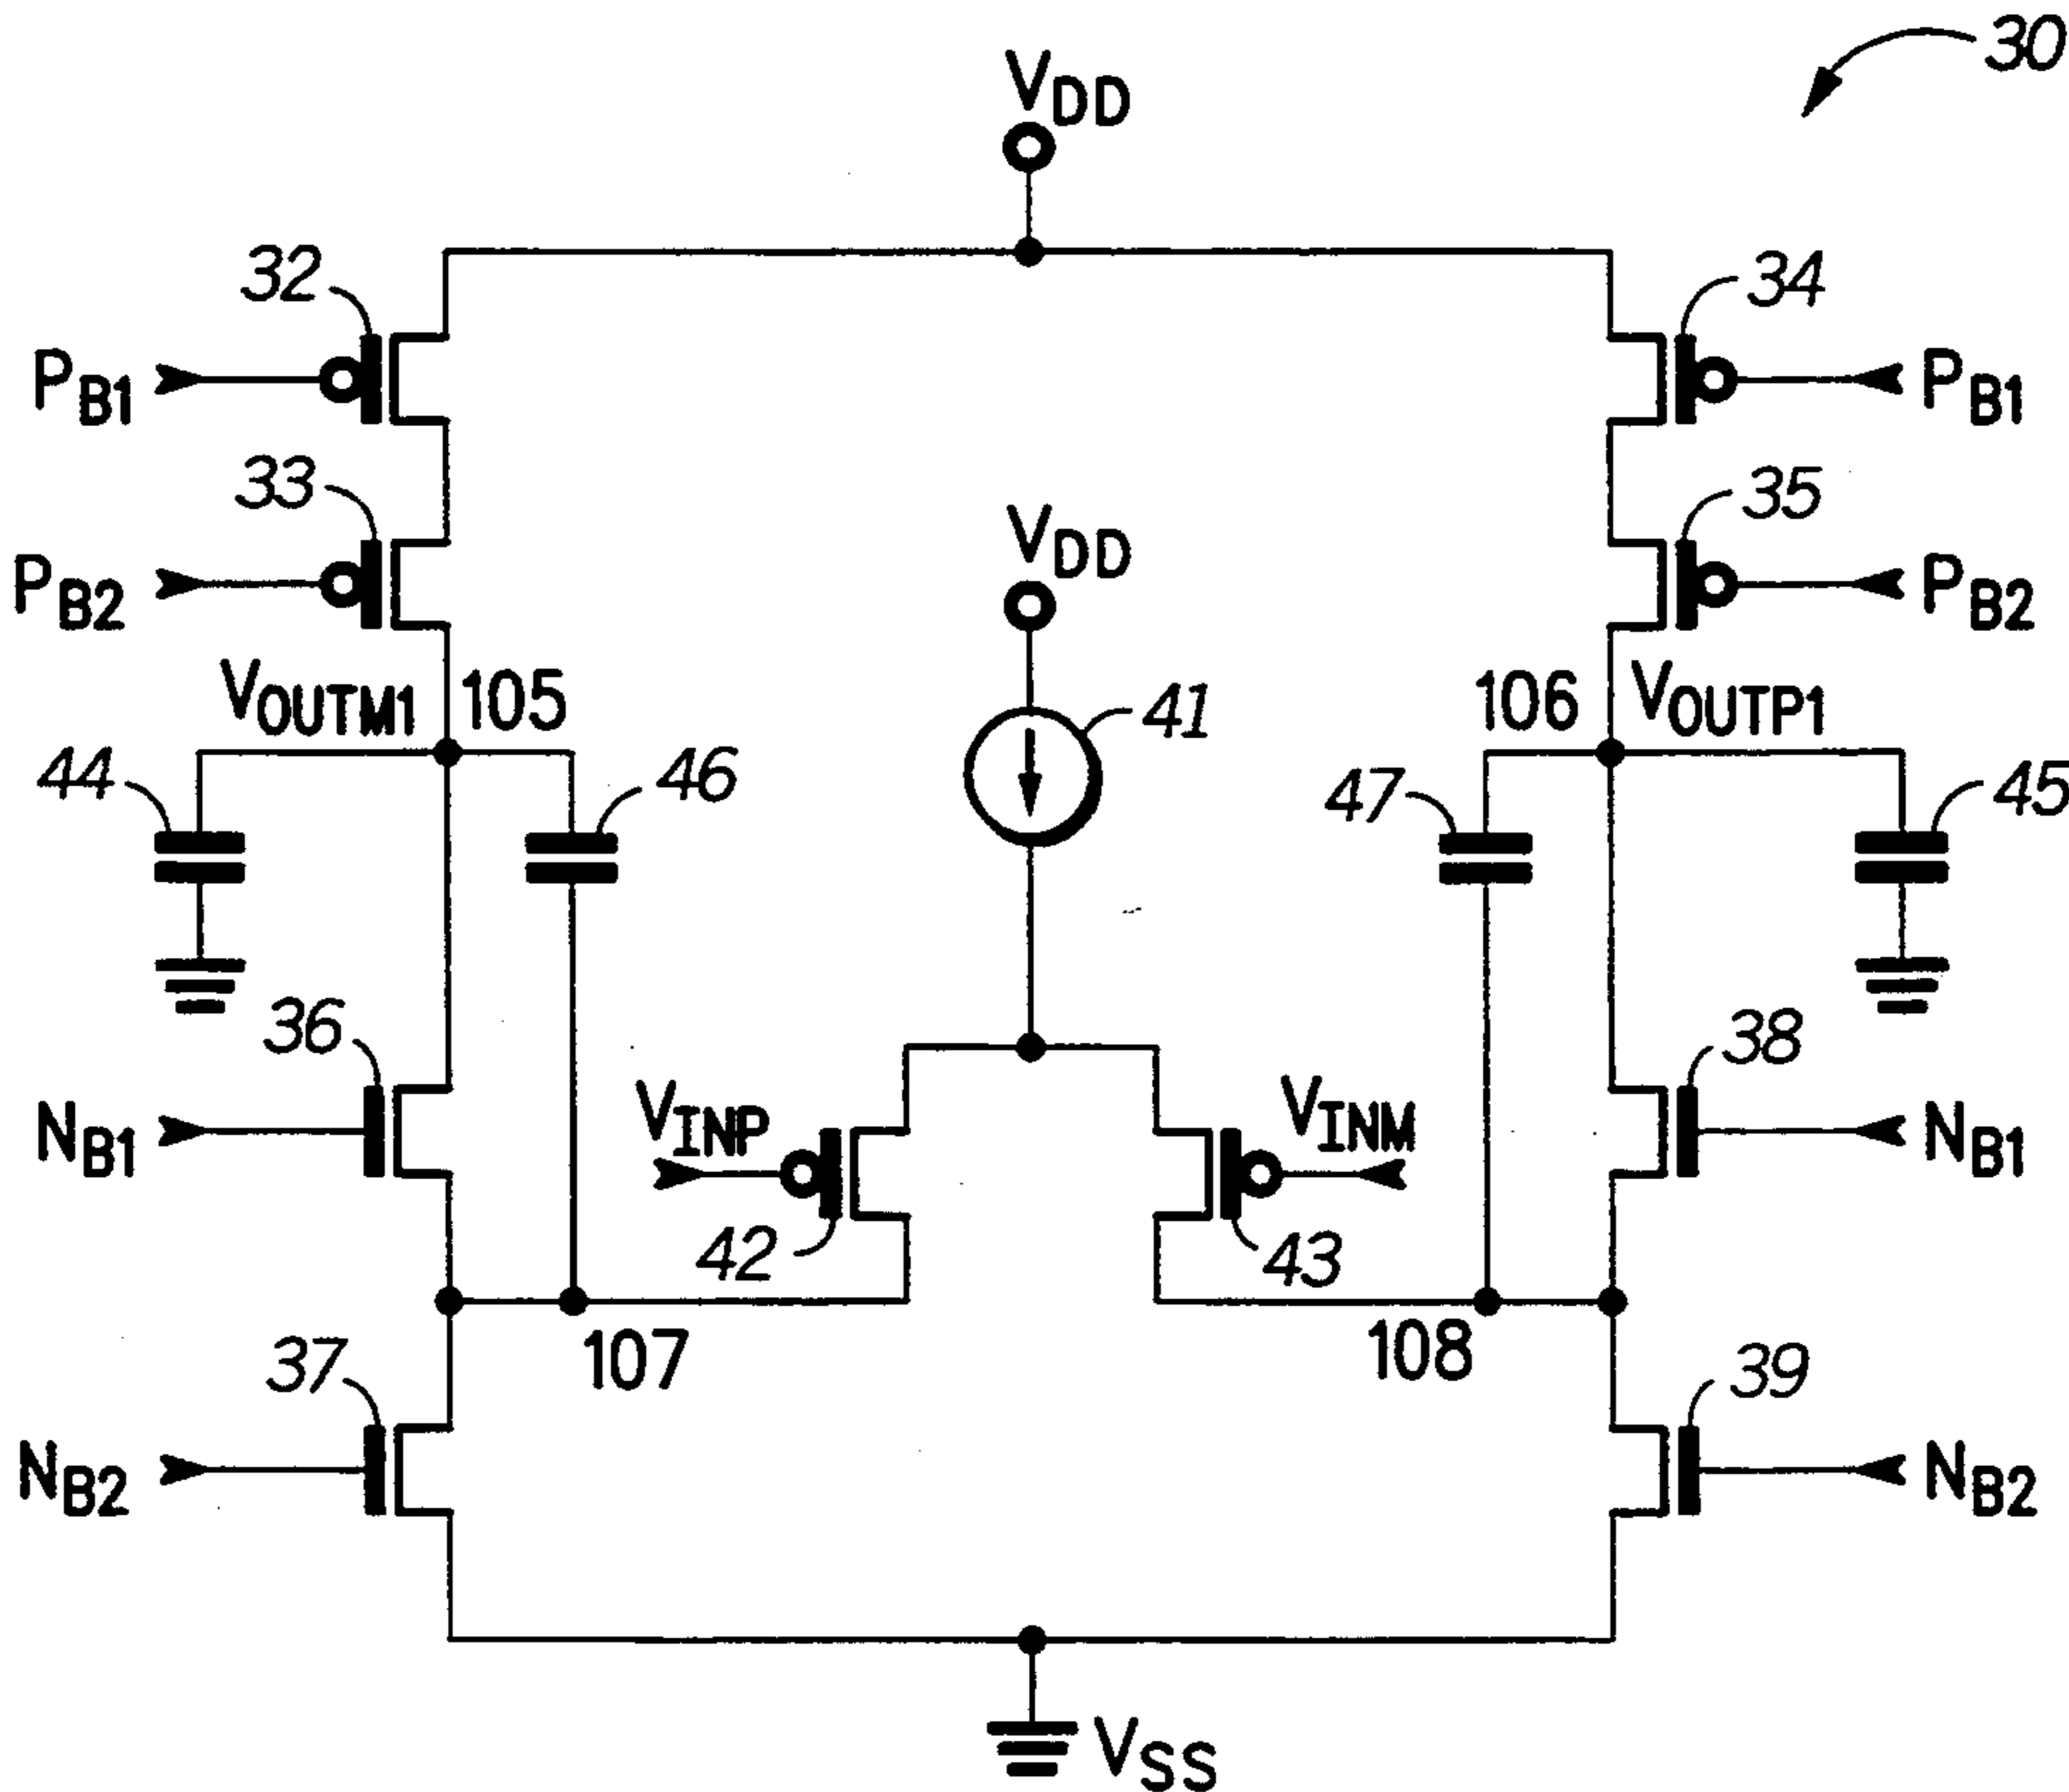 30
VDD
32
34
PB1
PB1
33
35
VDD
PB2
PB2
VOUTM1
105
41
106
VOUTP1
44
46
47
45
36
38
VINP
VINM
NB1
NB1
42
43
107
108
37
39
NB2
NB2
VSS